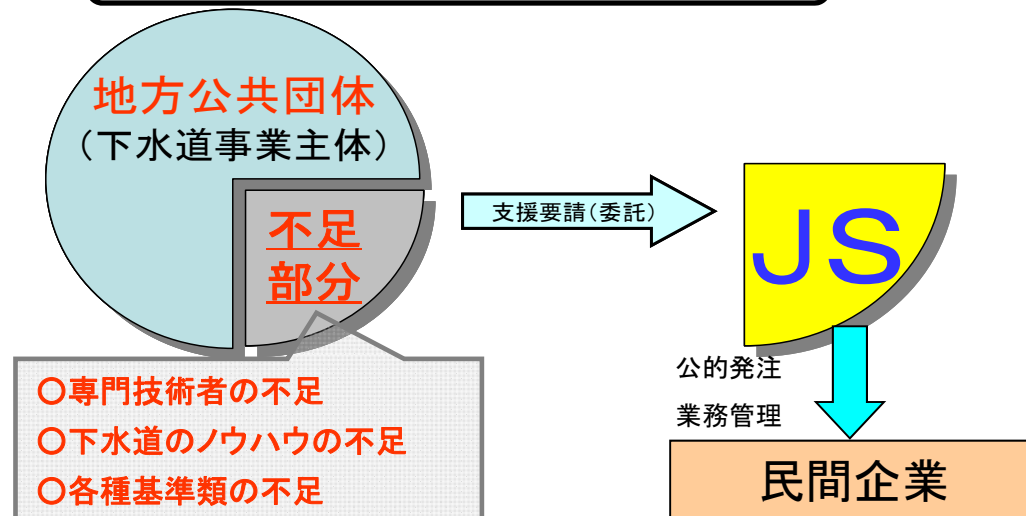 地方公共団体
（下水道事業主体）
不足
部分
支援要請（委託）
JS
○専門技術者の不足
○下水道のノウハウの不足
○各種基準類の不足
公的発注
業務管理
民間企業